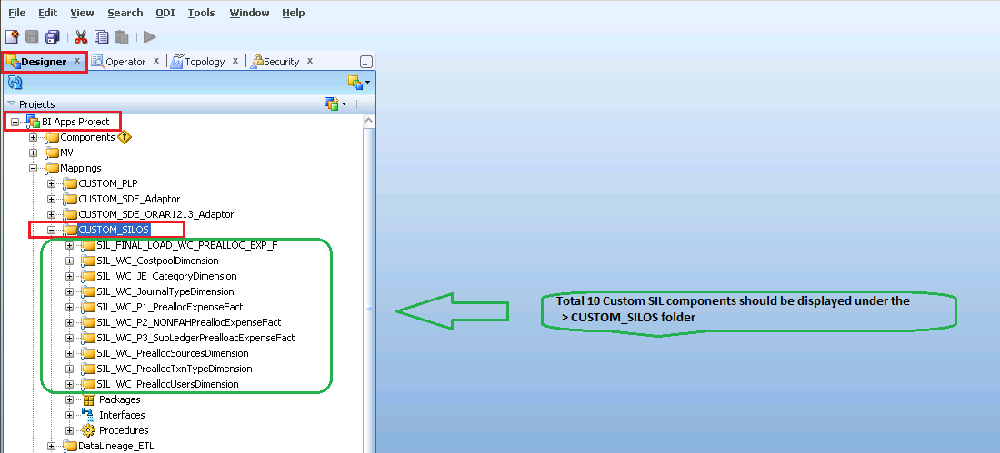 File Edit View Search ODI Tools Window Help
Designer Operator Topology Security
Projects
BI Apps Project
Components
MV
Mappings
CUSTOM_PLP
CUSTOM_SDE_Adaptor
CUSTOM_SDE_ORAR1213_Adaptor
CUSTOM_SILOS
SIL_FINAL_LOAD_WC_PREALLOC_EXP_F
SIL_WC_CostpoolDimension
SIL_WC_JE_CategoryDimension
SIL_WC_JournalTypeDimension
SIL_WC_P1_PreallocExpenseFact
SIL_WC_P2_NONFAHPreallocExpenseFact
SIL_WC_P3_SubLedgerPrealloacExpenseFact
SIL_WC_PreallocSourcesDimension
SIL_WC_PreallocTxnTypeDimension
SIL_WC_PreallocUsersDimension
Packages
Interfaces
Procedures
DataLineage_ETL
Total 10 Custom SIL components should be displayed under the
> CUSTOM_SILOS folder